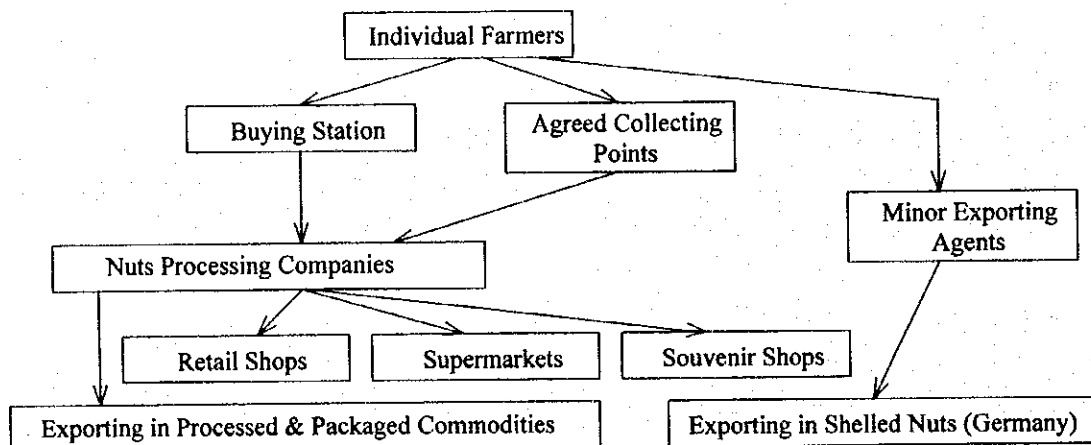 Individual Farmers
Buying Station
Agreed Collecting
Points
Minor Exporting
Agents
Nuts Processing Companies
Retail Shops
Supermarkets
Souvenir Shops
Exporting in Processed & Packaged Commodities
Exporting in Shelled Nuts (Germany)